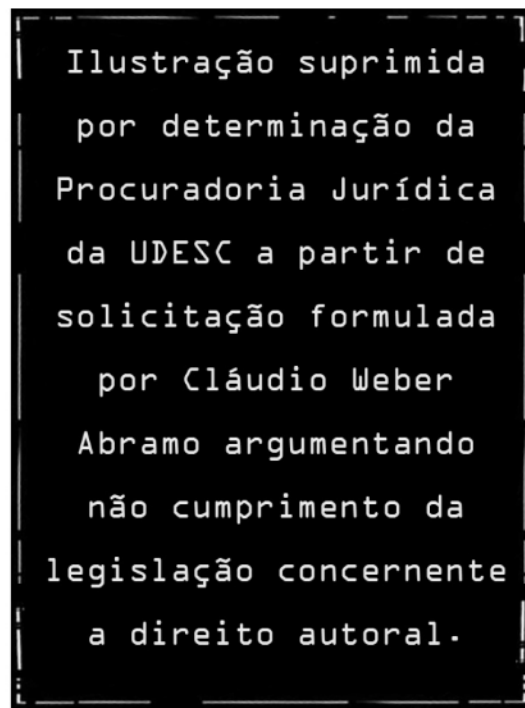 Ilustração suprimida
por determinação da
Procuradoria Jurídica
da UDESC a partir de
solicitação formulada
por Cláudio Weber
Abramo argumentando
não cumprimento da
legislação concernente
a direito autoral.